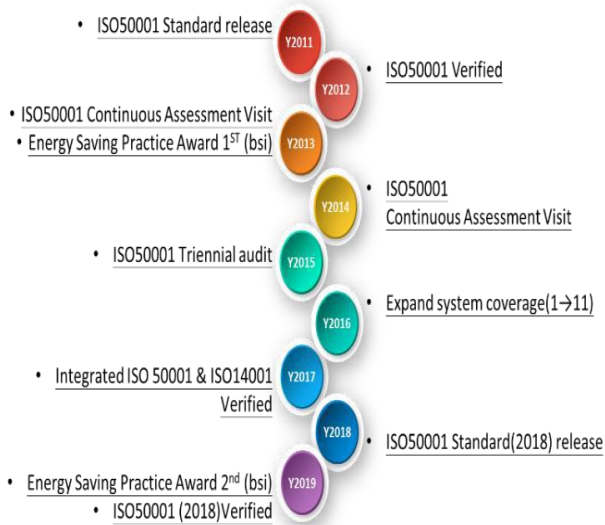 • ISO50001 Standard release
Y2011
Y2012
• ISO50001 Verified
• ISO50001 Continuous Assessment Visit
• Energy Saving Practice Award 1ST (bsi)
Y2013
Y2014
• ISO50001
Continuous Assessment Visit
• ISO50001 Triennial audit
Y2015
Y2016
• Expand system coverage(1→11)
• Integrated ISO 50001 & ISO14001
Verified
Y2017
Y2018
• ISO50001 Standard(2018) release
• Energy Saving Practice Award 2nd (bsi)
• ISO50001 (2018)Verified
Y2019